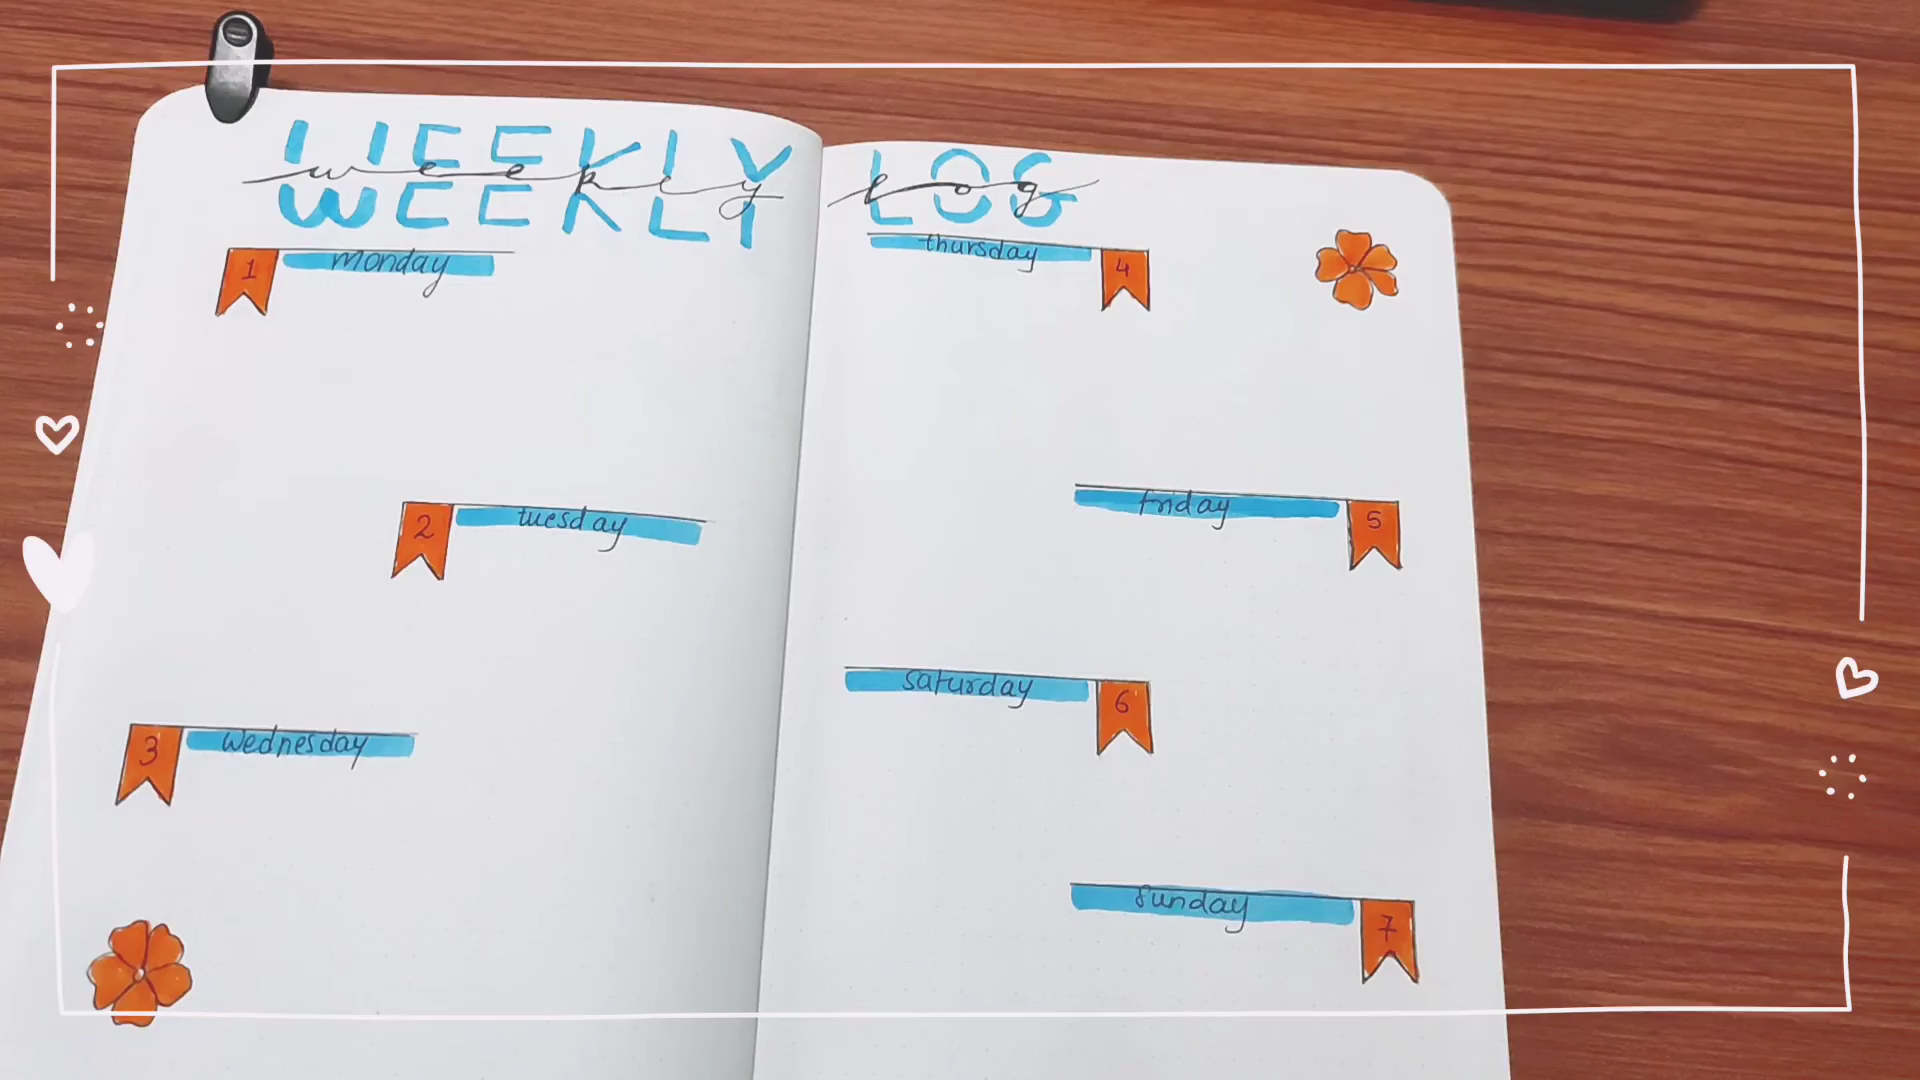 WEEKLY LOG
weekly log
1 monday
2 tuesday
3 wednesday
thursday 4
friday 5
saturday 6
sunday 7